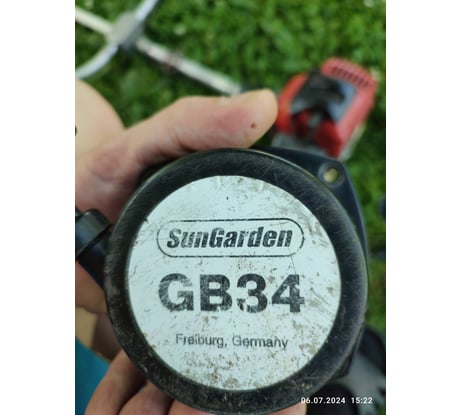 SunGarden
GB34
Freiburg, Germany
06.07.2024 15:22